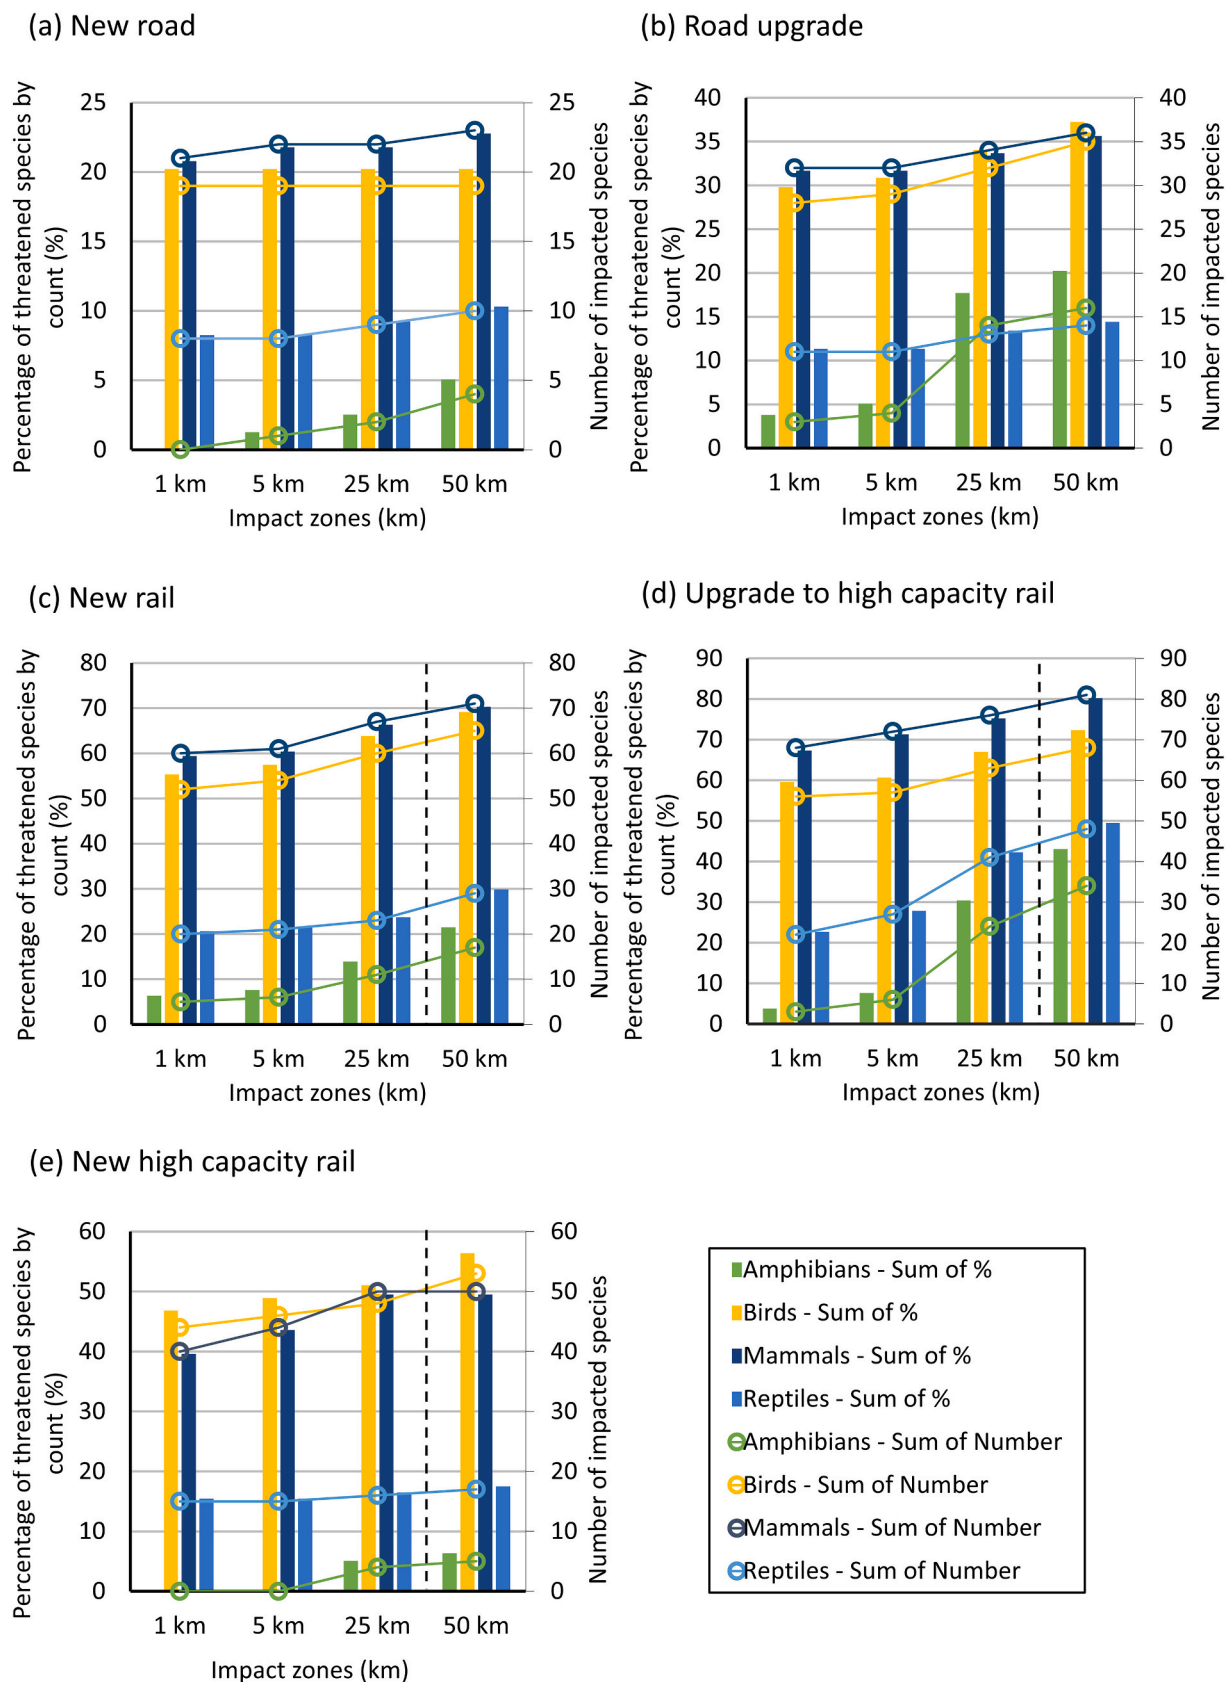 (a) New road
Percentage of threatened species by
count (%)
25
20
15
10
5
0
25
20
15
10
5
0
Number of impacted species
1 km 5 km 25 km 50 km
Impact zones (km)
(b) Road upgrade
Percentage of threatened species by
count (%)
40
35
30
25
20
15
10
5
0
40
35
30
25
20
15
10
5
0
Number of impacted species
1 km 5 km 25 km 50 km
Impact zones (km)
(c) New rail
Percentage of threatened species by
count (%)
80
70
60
50
40
30
20
10
0
80
70
60
50
40
30
20
10
0
Number of impacted species
1 km 5 km 25 km 50 km
Impact zones (km)
(d) Upgrade to high capacity rail
Percentage of threatened species by
count (%)
90
80
70
60
50
40
30
20
10
0
90
80
70
60
50
40
30
20
10
0
Number of impacted species
1 km 5 km 25 km 50 km
Impact zones (km)
(e) New high capacity rail
Percentage of threatened species by
count (%)
60
50
40
30
20
10
0
60
50
40
30
20
10
0
Number of impacted species
1 km 5 km 25 km 50 km
Impact zones (km)
Amphibians - Sum of %
Birds - Sum of %
Mammals - Sum of %
Reptiles - Sum of %
Amphibians - Sum of Number
Birds - Sum of Number
Mammals - Sum of Number
Reptiles - Sum of Number